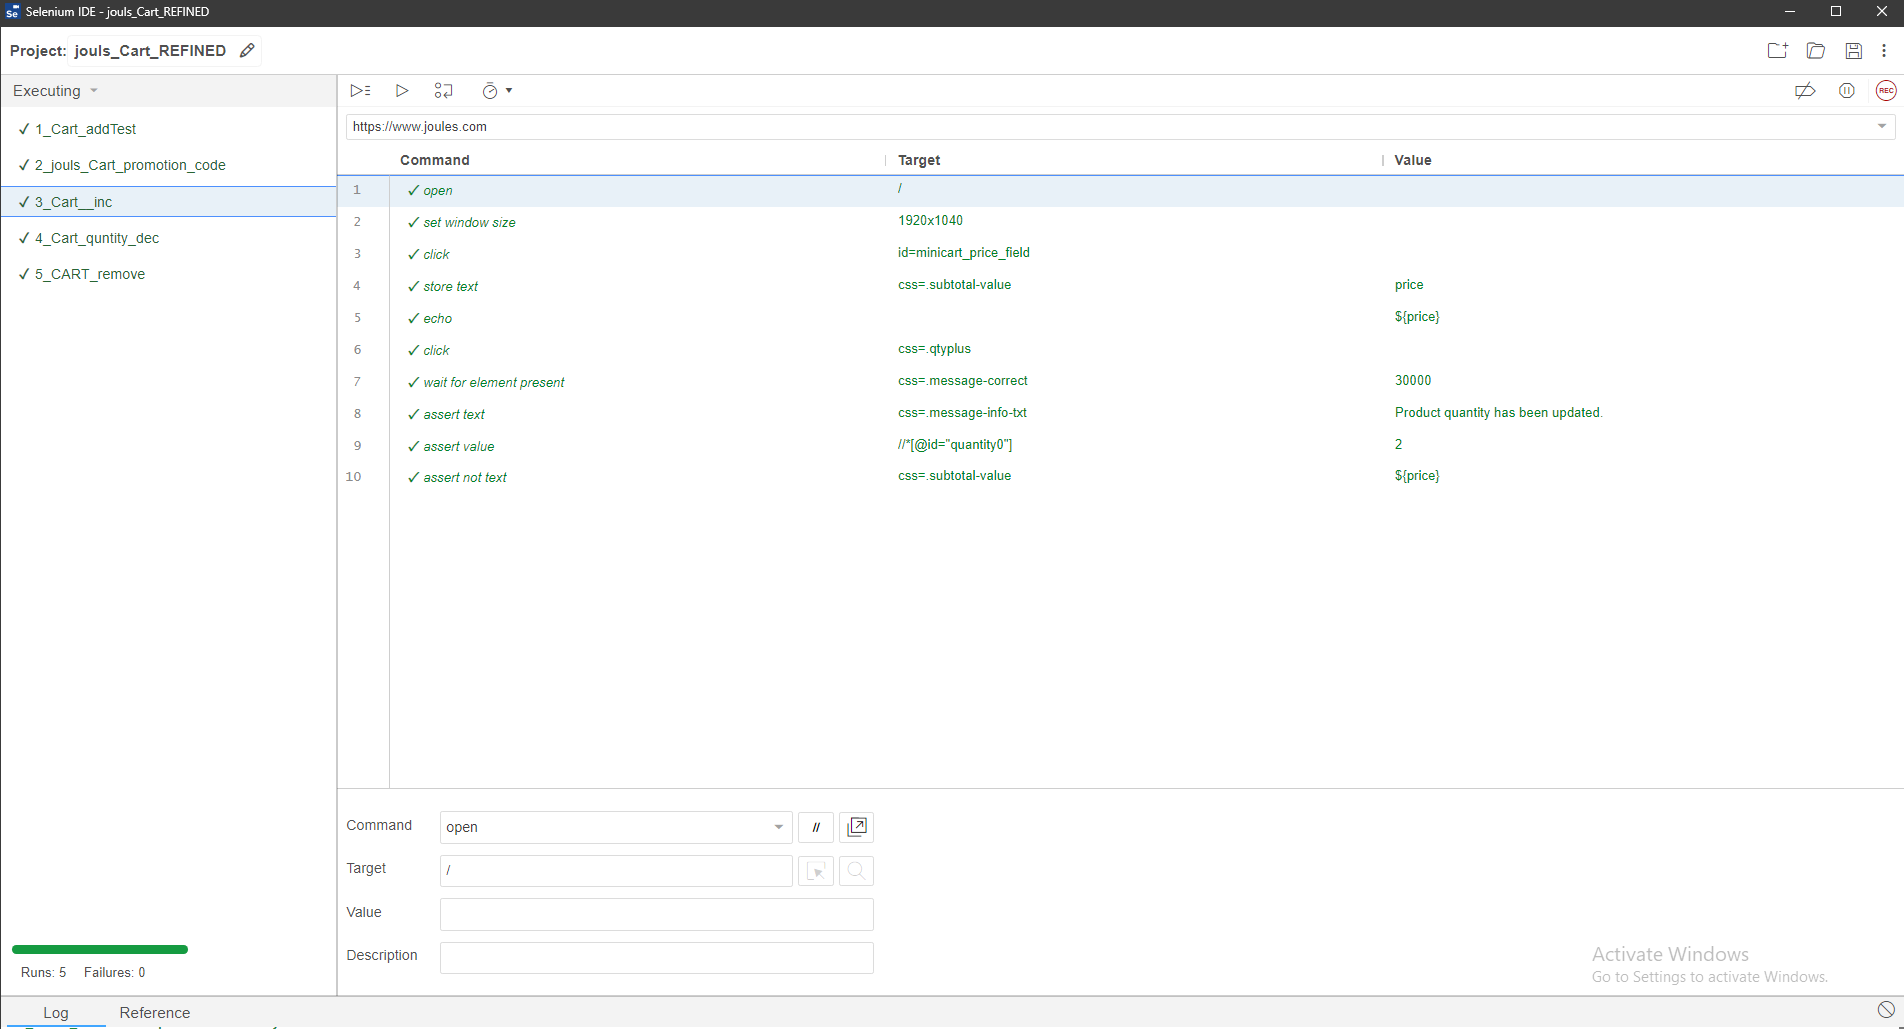 Selenium IDE - jouls_Cart_REFINED
Project: jouls_Cart_REFINED
Executing
REC
✓ 1_Cart_addTest
✓ 2_jouls_Cart_promotion_code
✓ 3_Cart__inc
✓ 4_Cart_quntity_dec
✓ 5_CART_remove
https://www.joules.com
Command Target Value
1 ✓ open /
2 ✓ set window size 1920x1040
3 ✓ click id=minicart_price_field
4 ✓ store text css=.subtotal-value price
5 ✓ echo ${price}
6 ✓ click css=.qtyplus
7 ✓ wait for element present css=.message-correct 30000
8 ✓ assert text css=.message-info-txt Product quantity has been updated.
9 ✓ assert value //*[@id="quantity0"] 2
10 ✓ assert not text css=.subtotal-value ${price}
Command open //
Target /
Value
Description
Runs: 5 Failures: 0
Activate Windows
Go to Settings to activate Windows.
Log Reference